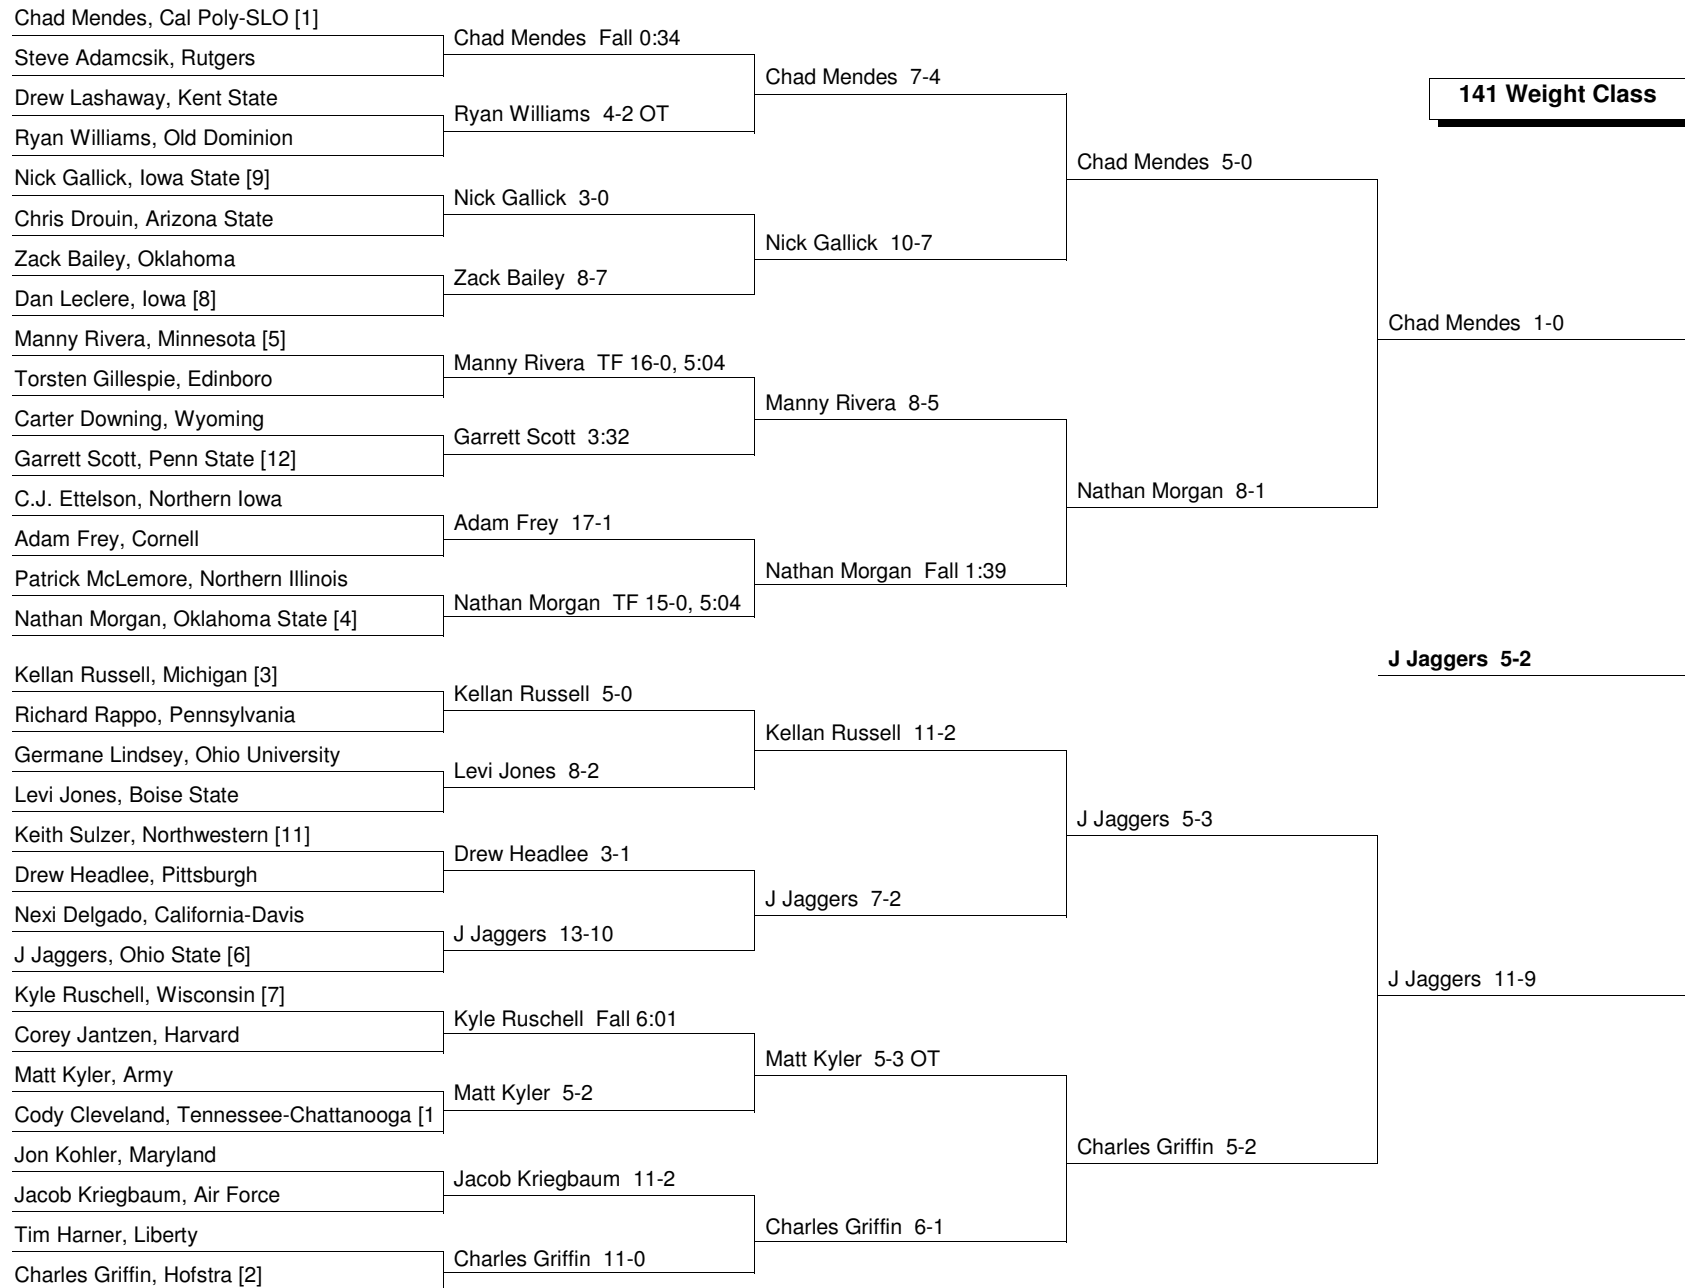 Chad Mendes, Cal Poly-SLO [1]
Steve Adamcsik, Rutgers
Drew Lashaway, Kent State
Ryan Williams, Old Dominion
Nick Gallick, Iowa State [9]
Chris Drouin, Arizona State
Zack Bailey, Oklahoma
Dan Leclere, Iowa [8]
Manny Rivera, Minnesota [5]
Torsten Gillespie, Edinboro
Carter Downing, Wyoming
Garrett Scott, Penn State [12]
C.J. Ettelson, Northern Iowa
Adam Frey, Cornell
Patrick McLemore, Northern Illinois
Nathan Morgan, Oklahoma State [4]
Kellan Russell, Michigan [3]
Richard Rappo, Pennsylvania
Germane Lindsey, Ohio University
Levi Jones, Boise State
Keith Sulzer, Northwestern [11]
Drew Headlee, Pittsburgh
Nexi Delgado, California-Davis
J Jaggers, Ohio State [6]
Kyle Ruschell, Wisconsin [7]
Corey Jantzen, Harvard
Matt Kyler, Army
Cody Cleveland, Tennessee-Chattanooga [1
Jon Kohler, Maryland
Jacob Kriegbaum, Air Force
Tim Harner, Liberty
Charles Griffin, Hofstra [2]
Chad Mendes Fall 0:34
Ryan Williams 4-2 OT
Nick Gallick 3-0
Zack Bailey 8-7
Manny Rivera TF 16-0, 5:04
Garrett Scott 3:32
Adam Frey 17-1
Nathan Morgan TF 15-0, 5:04
Kellan Russell 5-0
Levi Jones 8-2
Drew Headlee 3-1
J Jaggers 13-10
Kyle Ruschell Fall 6:01
Matt Kyler 5-2
Jacob Kriegbaum 11-2
Charles Griffin 11-0
Chad Mendes 7-4
Nick Gallick 10-7
Manny Rivera 8-5
Nathan Morgan Fall 1:39
Kellan Russell 11-2
J Jaggers 7-2
Matt Kyler 5-3 OT
Charles Griffin 6-1
Chad Mendes 5-0
Nathan Morgan 8-1
J Jaggers 5-3
Charles Griffin 5-2
141 Weight Class
Chad Mendes 1-0
J Jaggers 5-2
J Jaggers 11-9